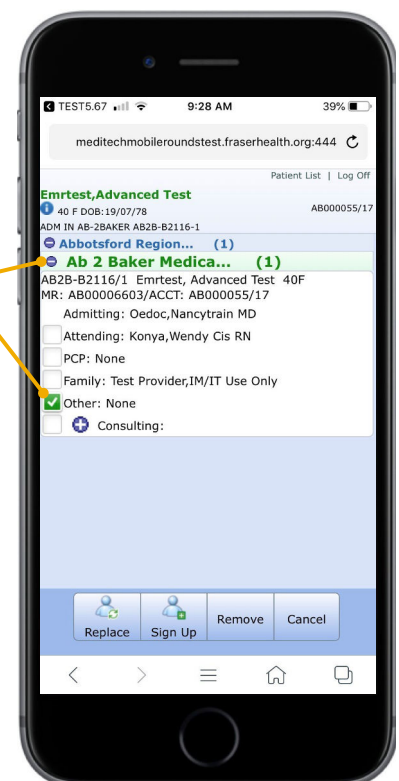 TEST5.67 9:28 AM 39%
meditechmobileroundstest.fraserhealth.org:444
Patient List | Log Off
Emrtest,Advanced Test
40 F DOB:19/07/78 AB000055/17
ADM IN AB-2BAKER AB2B-B2116-1
Abbotsford Region... (1)
Ab 2 Baker Medica... (1)
AB2B-B2116/1 Emrtest, Advanced Test 40F
MR: AB00006603/ACCT: AB000055/17
Admitting: Oedoc,Nancytrain MD
Attending: Konya,Wendy Cis RN
PCP: None
Family: Test Provider,IM/IT Use Only
Other: None
Consulting:
Replace Sign Up Remove Cancel